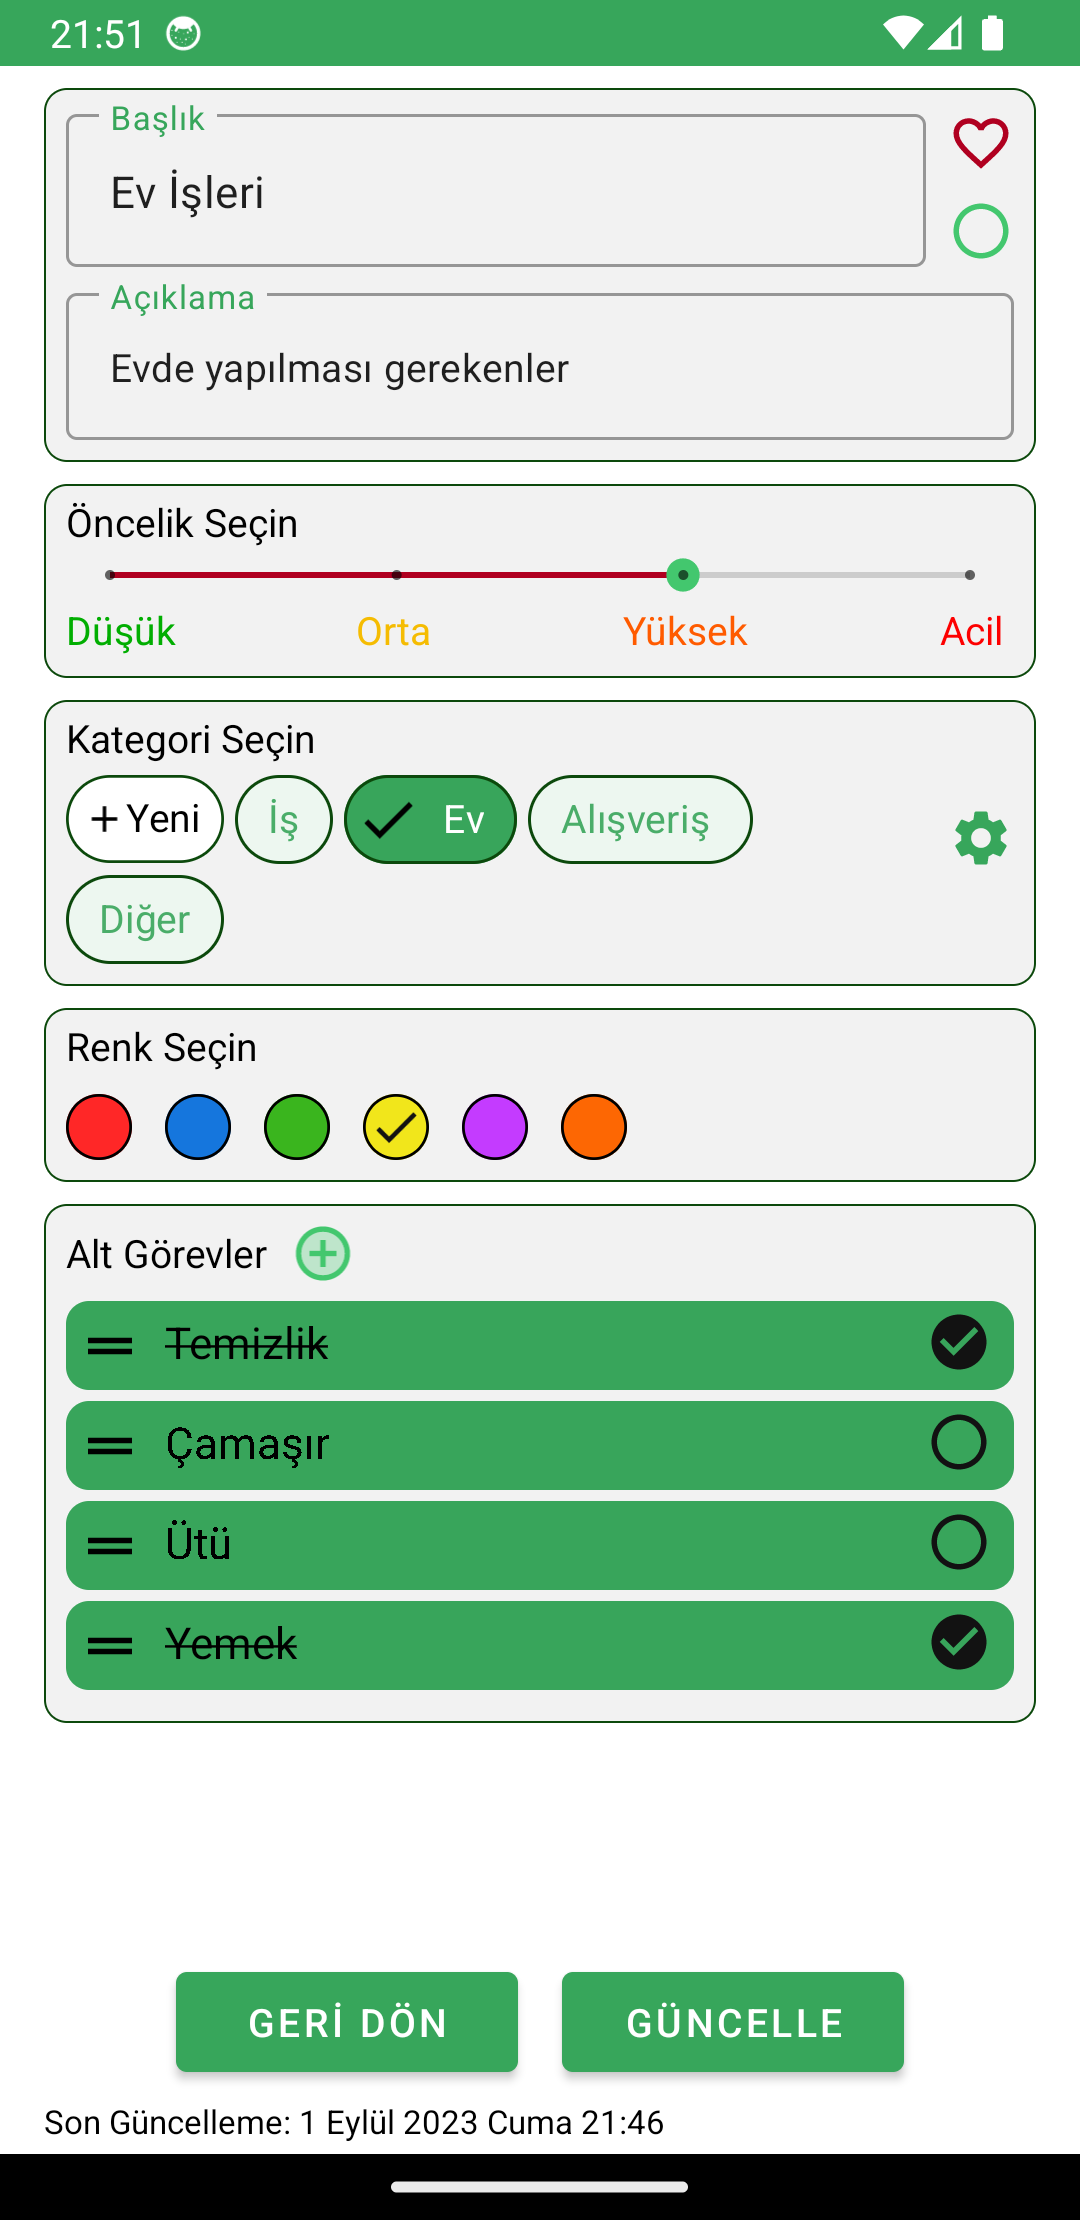 21:51
Başlık
Ev İşleri
Açıklama
Evde yapılması gerekenler
Öncelik Seçin
Düşük Orta Yüksek Acil
Kategori Seçin
+Yeni İş Ev Alışveriş
Diğer
Renk Seçin
Alt Görevler
Temizlik
Çamaşır
Ütü
Yemek
GERİ DÖN GÜNCELLE
Son Güncelleme: 1 Eylül 2023 Cuma 21:46